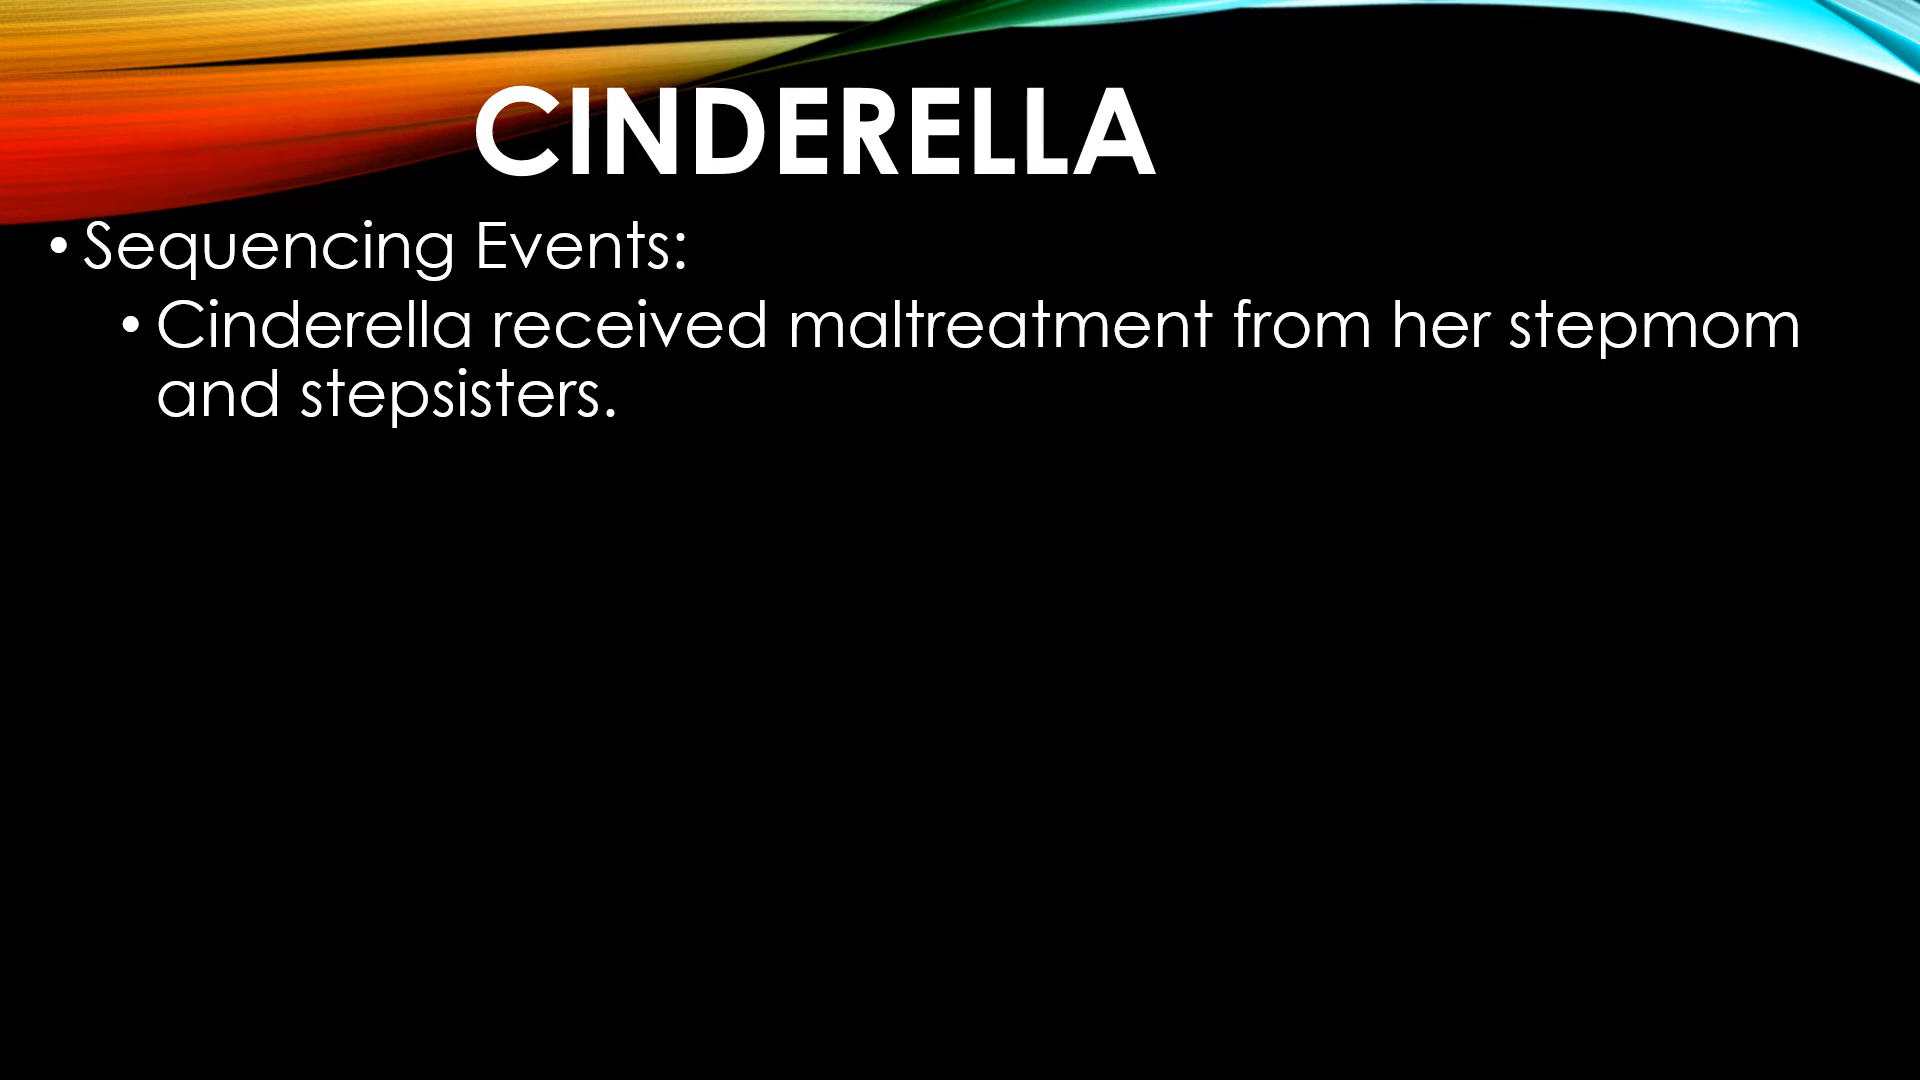 CINDERELLA
• Sequencing Events:
• Cinderella received maltreatment from her stepmom
and stepsisters.